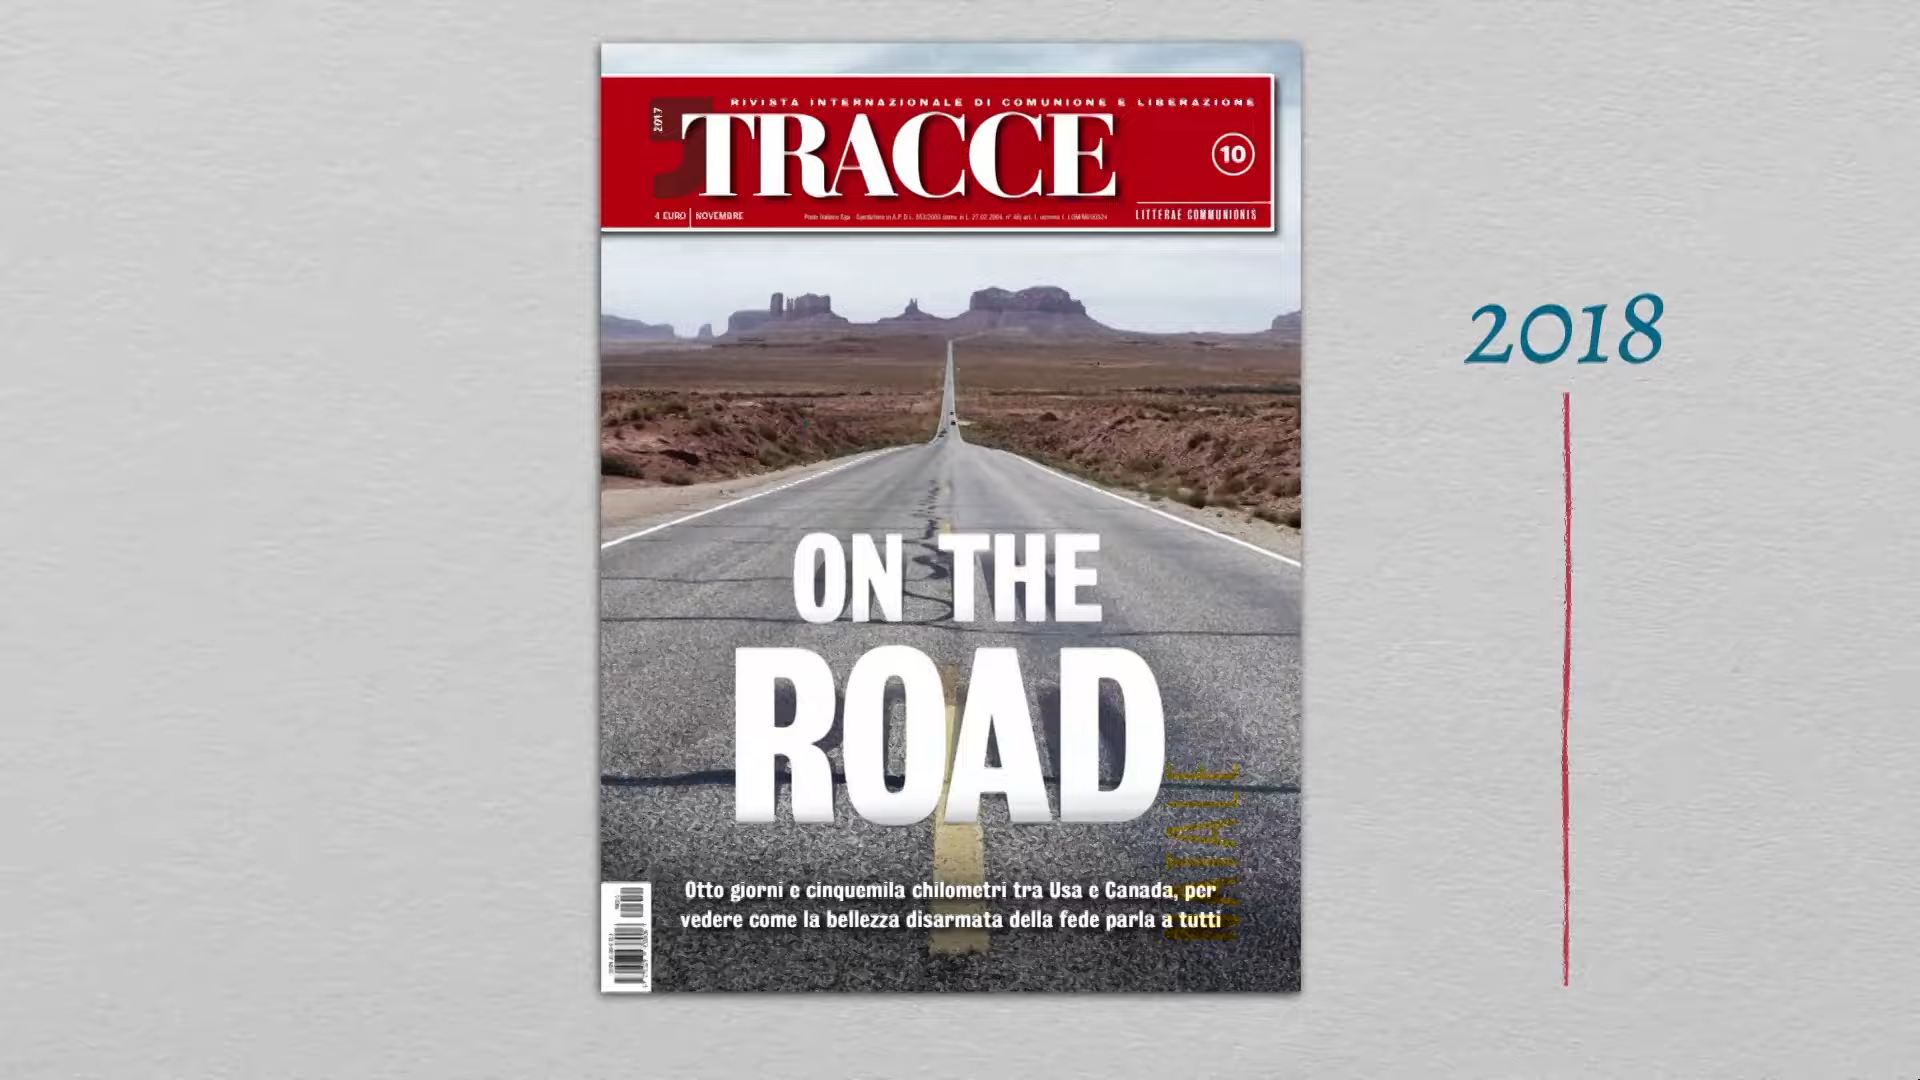 RIVISTA INTERNAZIONALE DI COMUNIONE E LIBERAZIONE
2017
TRACCE
10
4 EURO NOVEMBRE
LITTERAE COMMUNIONIS
2018
ON THE
ROAD
NATALE
Otto giorni e cinquemila chilometri tra Usa e Canada, per
vedere come la bellezza disarmata della fede parla a tutti